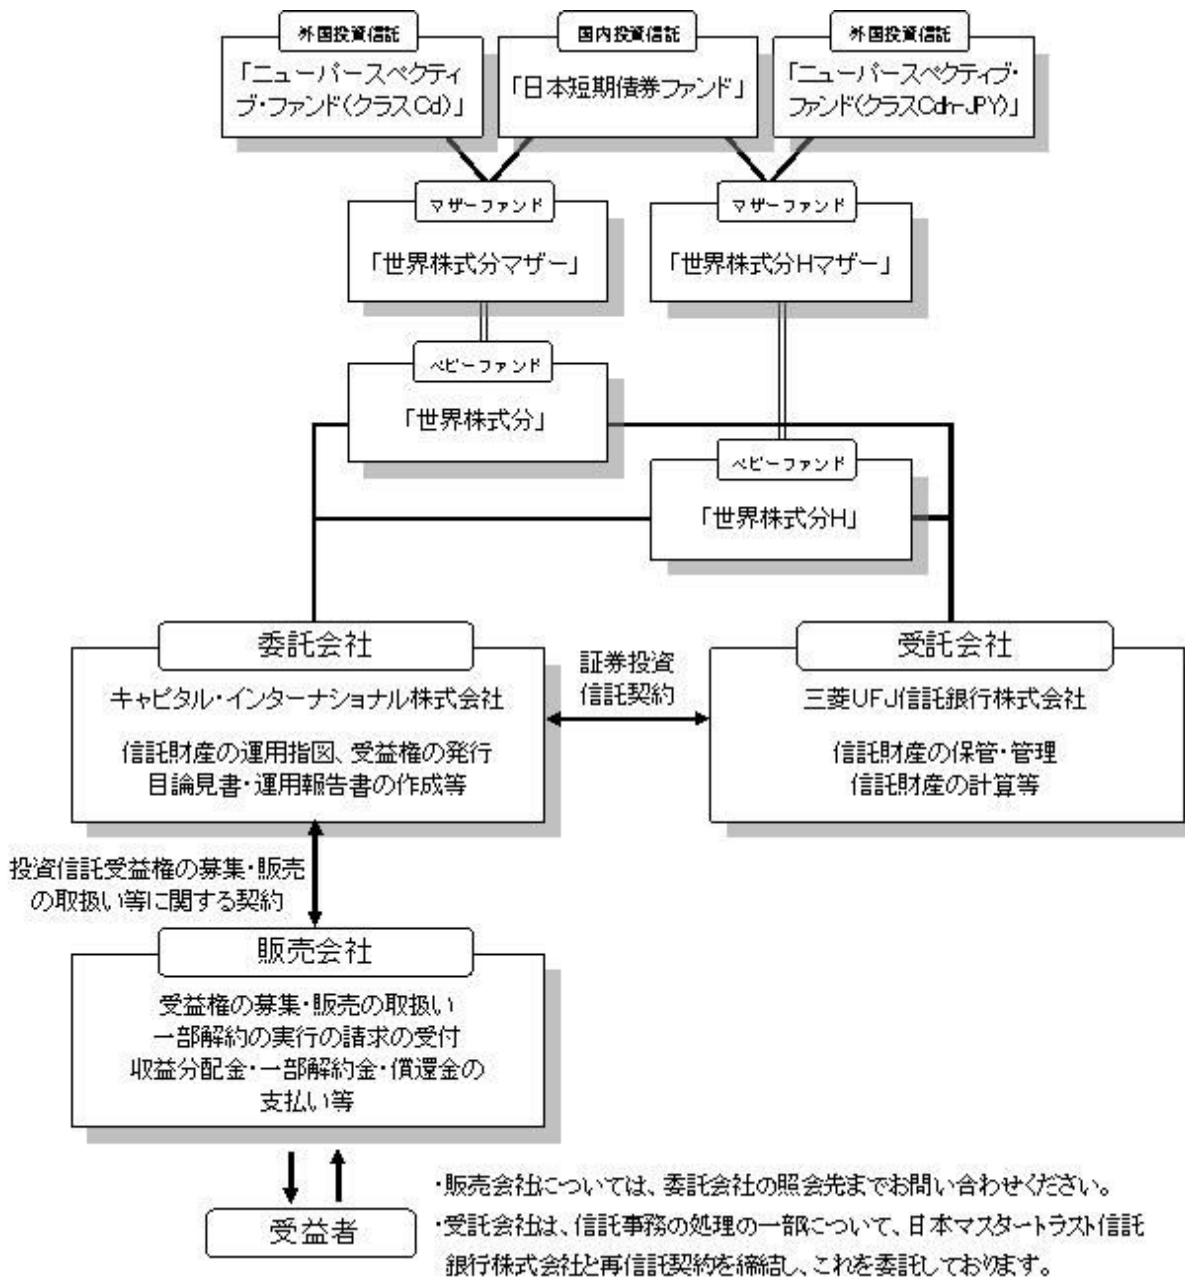 外国投資信託
国内投資信託
外国投資信託
「ニューパースペクティ
ブ・ファンド(クラスCd)」
「日本短期債券ファンド」
「ニューパースペクティブ・
ファンド(クラスCdh-JPY)」
マザーファンド
マザーファンド
「世界株式分マザー」
「世界株式分Hマザー」
ベビーファンド
「世界株式分」
ベビーファンド
「世界株式分H」
委託会社
キャピタル・インターナショナル株式会社
信託財産の運用指図、受益権の発行
目論見書・運用報告書の作成等
証券投資
信託契約
受託会社
三菱UFJ信託銀行株式会社
信託財産の保管・管理
信託財産の計算等
投資信託受益権の募集・販売
の取扱い等に関する契約
販売会社
受益権の募集・販売の取扱い
一部解約の実行の請求の受付
収益分配金・一部解約金・償還金の
支払い等
受益者
・販売会社については、委託会社の照会先までお問い合わせください。
・受託会社は、信託事務の処理の一部について、日本マスタートラスト信託
銀行株式会社と再信託契約を締結し、これを委託しております。